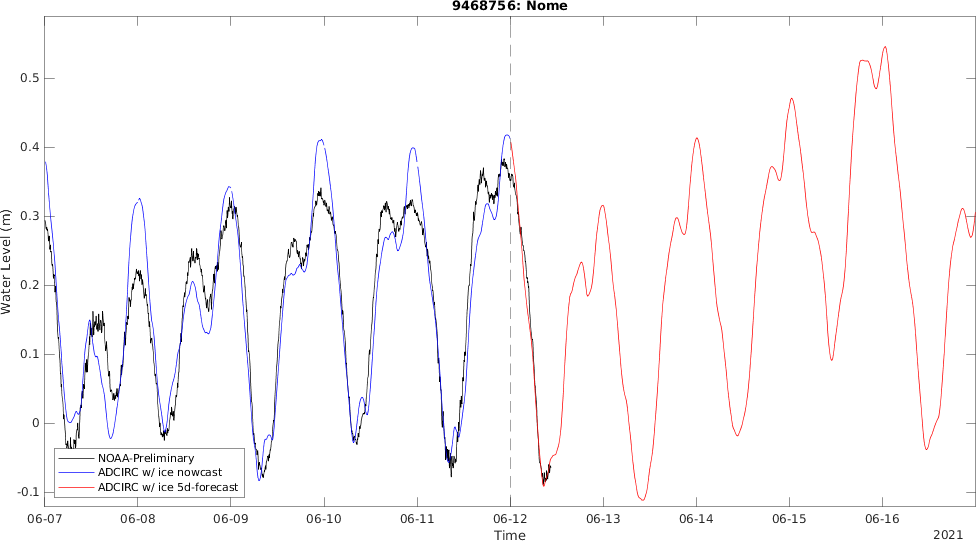 9468756: Nome
Water Level (m)
0.5
0.4
0.3
0.2
0.1
0
-0.1
NOAA-Preliminary
ADCIRC w/ ice nowcast
ADCIRC w/ ice 5d-forecast
06-07 06-08 06-09 06-10 06-11 06-12 06-13 06-14 06-15 06-16
Time
2021